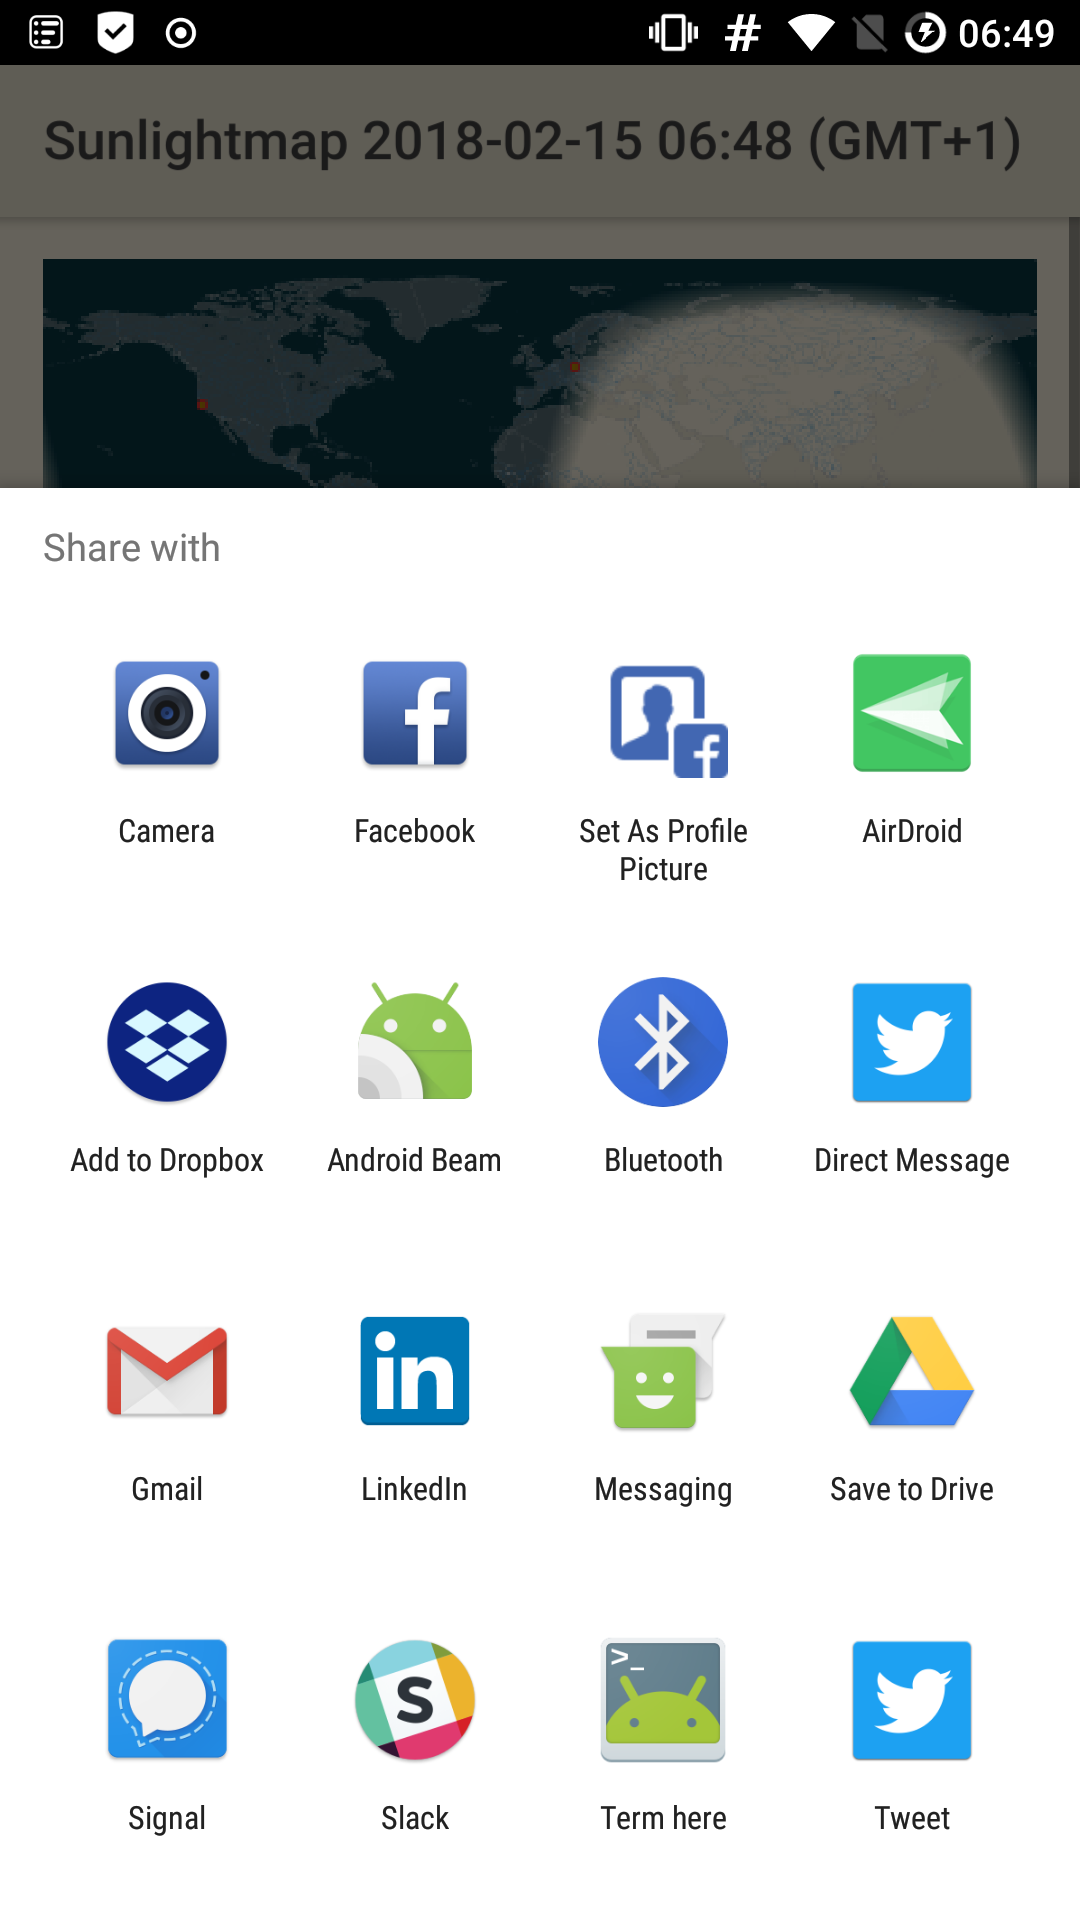 06:49
Sunlightmap 2018-02-15 06:48 (GMT+1)
Share with
Camera
Facebook
Set As Profile
Picture
AirDroid
Add to Dropbox
Android Beam
Bluetooth
Direct Message
Gmail
LinkedIn
Messaging
Save to Drive
Signal
Slack
Term here
Tweet